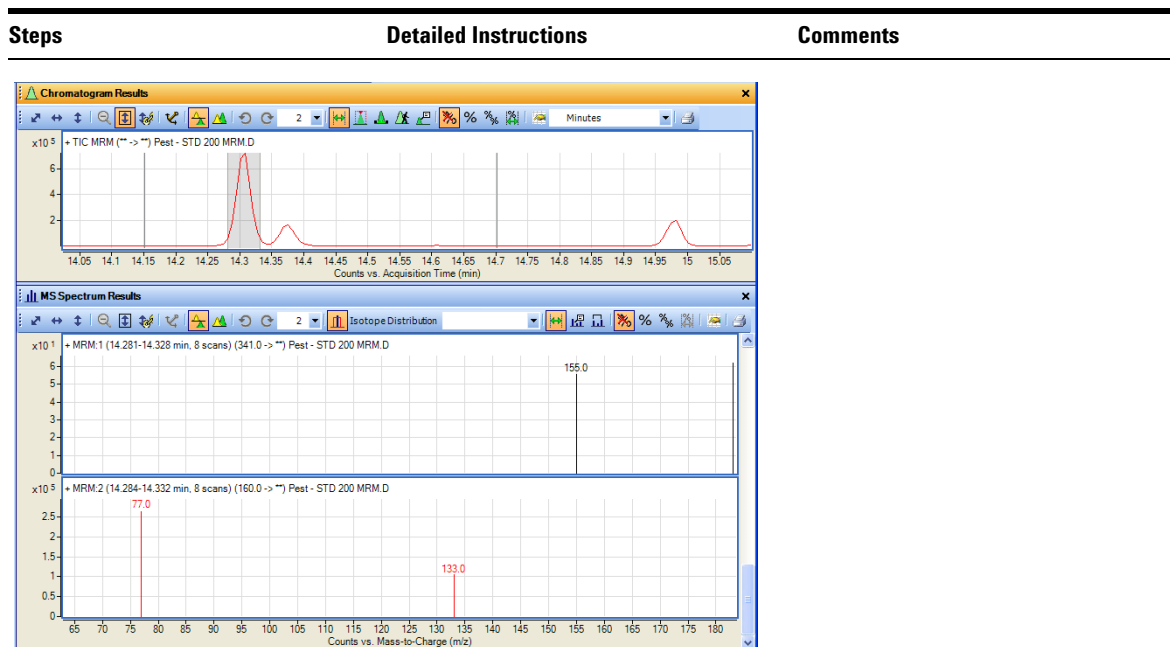 Steps Detailed Instructions Comments
Chromatogram Results
2 % Minutes
x10 5 + TIC MRM (** -> **) Pest - STD 200 MRM.D
6
4
2
14.05 14.1 14.15 14.2 14.25 14.3 14.35 14.4 14.45 14.5 14.55 14.6 14.65 14.7 14.75 14.8 14.85 14.9 14.95 15 15.05
Counts vs. Acquisition Time (min)
MS Spectrum Results
2 Isotope Distribution %
x10 1 + MRM:1 (14.281-14.328 min, 8 scans) (341.0 -> **) Pest - STD 200 MRM.D
155.0
6
5
4
3
2
1
0
x10 5 + MRM:2 (14.284-14.332 min, 8 scans) (160.0 -> **) Pest - STD 200 MRM.D
77.0
2.5
2
1.5
133.0
1
0.5
0
65 70 75 80 85 90 95 100 105 110 115 120 125 130 135 140 145 150 155 160 165 170 175 180
Counts vs. Mass-to-Charge (m/z)